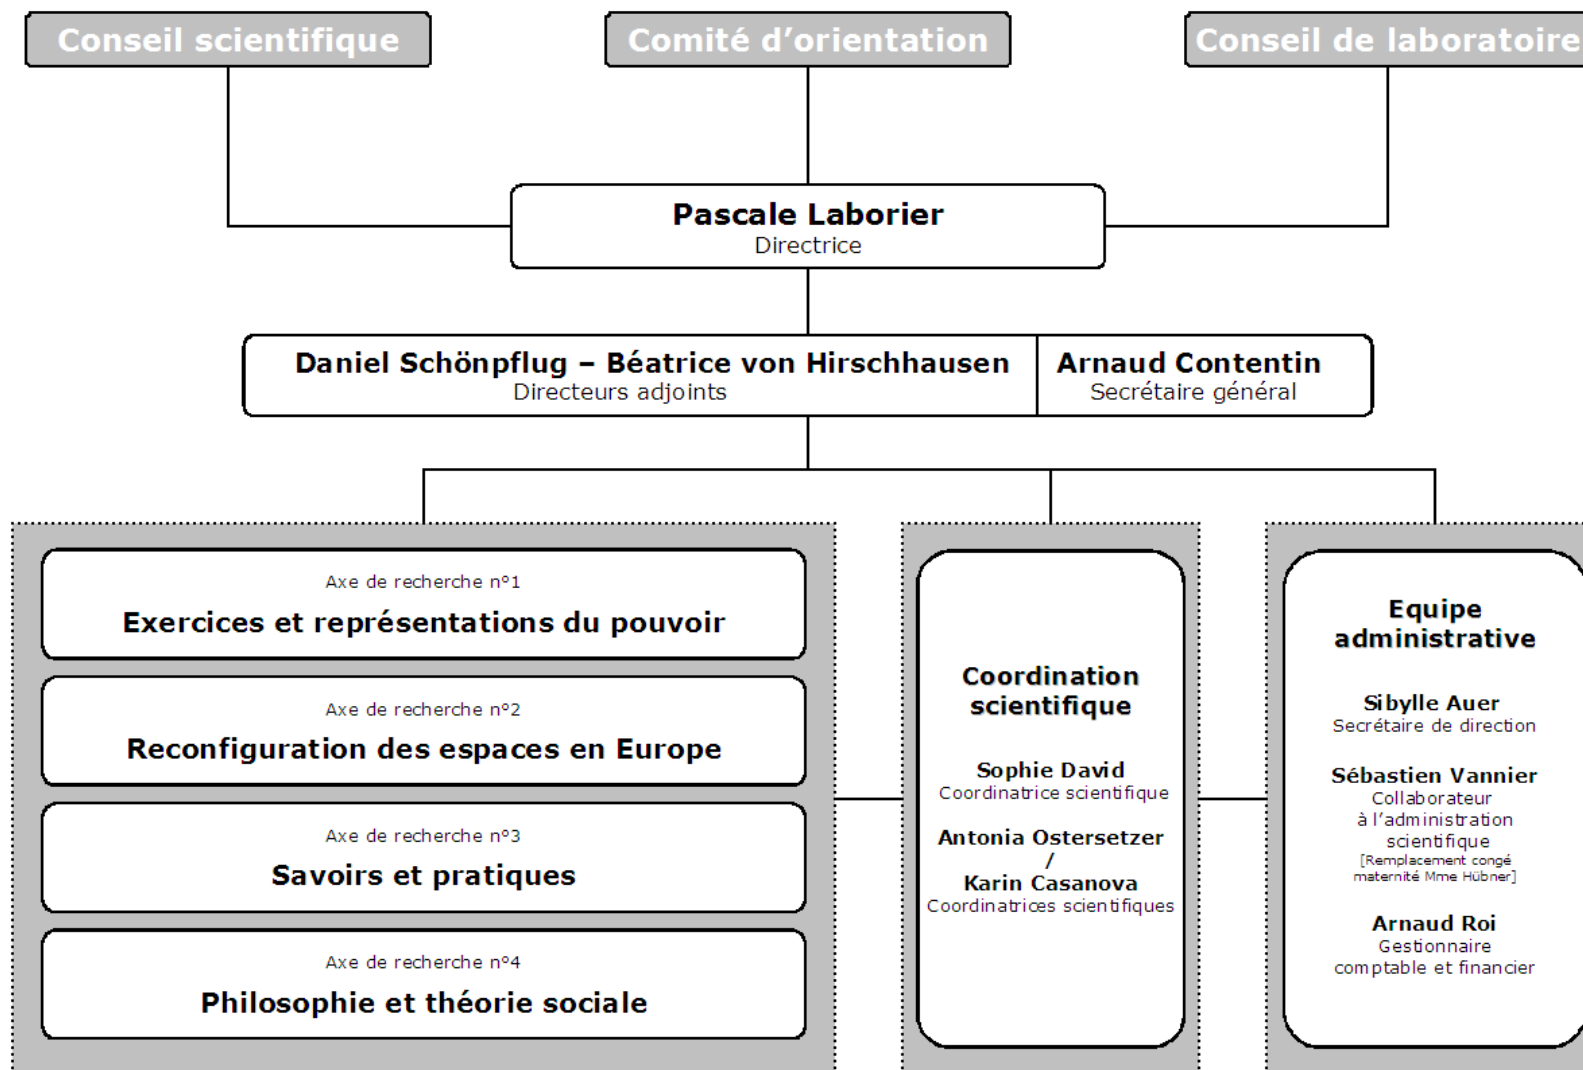 Conseil scientifique
Comité d’orientation
Conseil de laboratoire
Pascale Laborier
Directrice
Daniel Schönpflug – Béatrice von Hirschhausen
Directeurs adjoints
Arnaud Contentin
Secrétaire général
Axe de recherche n°1
Exercices et représentations du pouvoir
Axe de recherche n°2
Reconfiguration des espaces en Europe
Axe de recherche n°3
Savoirs et pratiques
Axe de recherche n°4
Philosophie et théorie sociale
Coordination
scientifique
Sophie David
Coordinatrice scientifique
Antonia Ostersetzer
/
Karin Casanova
Coordinatrices scientifiques
Equipe
administrative
Sibylle Auer
Secrétaire de direction
Sébastien Vannier
Collaborateur
à l’administration
scientifique
[Remplacement congé
maternité Mme Hübner]
Arnaud Roi
Gestionnaire
comptable et financier